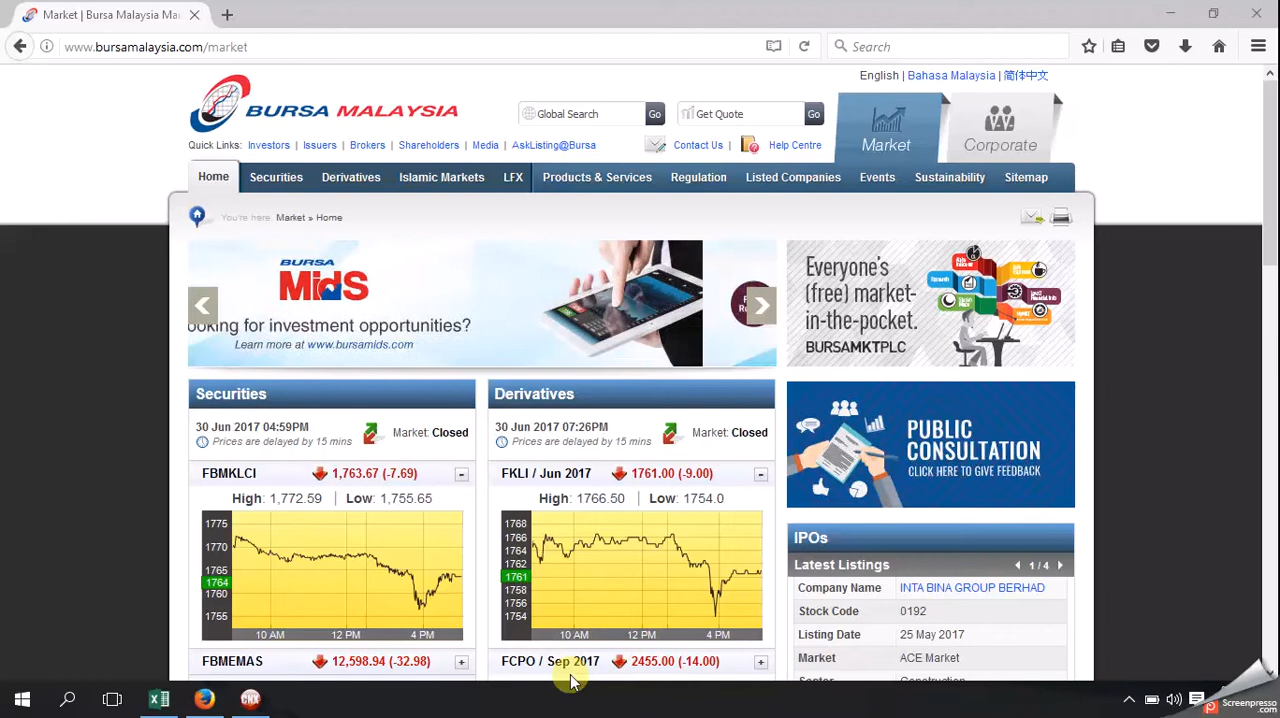 Market | Bursa Malaysia Mar
www.bursamalaysia.com/market
Search
English | Bahasa Malaysia | 简体中文
BURSA MALAYSIA
Global Search Go
Get Quote Go
Market
Corporate
Quick Links: Investors | Issuers | Brokers | Shareholders | Media | AskListing@Bursa
Contact Us | Help Centre
Home Securities Derivatives Islamic Markets LFX Products & Services Regulation Listed Companies Events Sustainability Sitemap
You're here: Market » Home
BURSA
MidS
ooking for investment opportunities?
Learn more at www.bursamids.com
Everyone's
(free) market-
in-the-pocket.
BURSAMKTPLC
PUBLIC
CONSULTATION
CLICK HERE TO GIVE FEEDBACK
Securities
30 Jun 2017 04:59PM
Prices are delayed by 15 mins
Market: Closed
FBMKLCI 1,763.67 (-7.69)
High: 1,772.59 | Low: 1,755.65
1775
1770
1765
1764
1760
1755
10 AM 12 PM 4 PM
FBMEMAS 12,598.94 (-32.98)
Derivatives
30 Jun 2017 07:26PM
Prices are delayed by 15 mins
Market: Closed
FKLI / Jun 2017 1761.00 (-9.00)
High: 1766.50 | Low: 1754.0
1768
1766
1764
1762
1761
1758
1756
1754
10 AM 12 PM 4 PM
FCPO / Sep 2017 2455.00 (-14.00)
IPOs
Latest Listings 1 / 4
Company Name INTA BINA GROUP BERHAD
Stock Code 0192
Listing Date 25 May 2017
Market ACE Market
Sector Construction
CNX
Screenpresso
.com